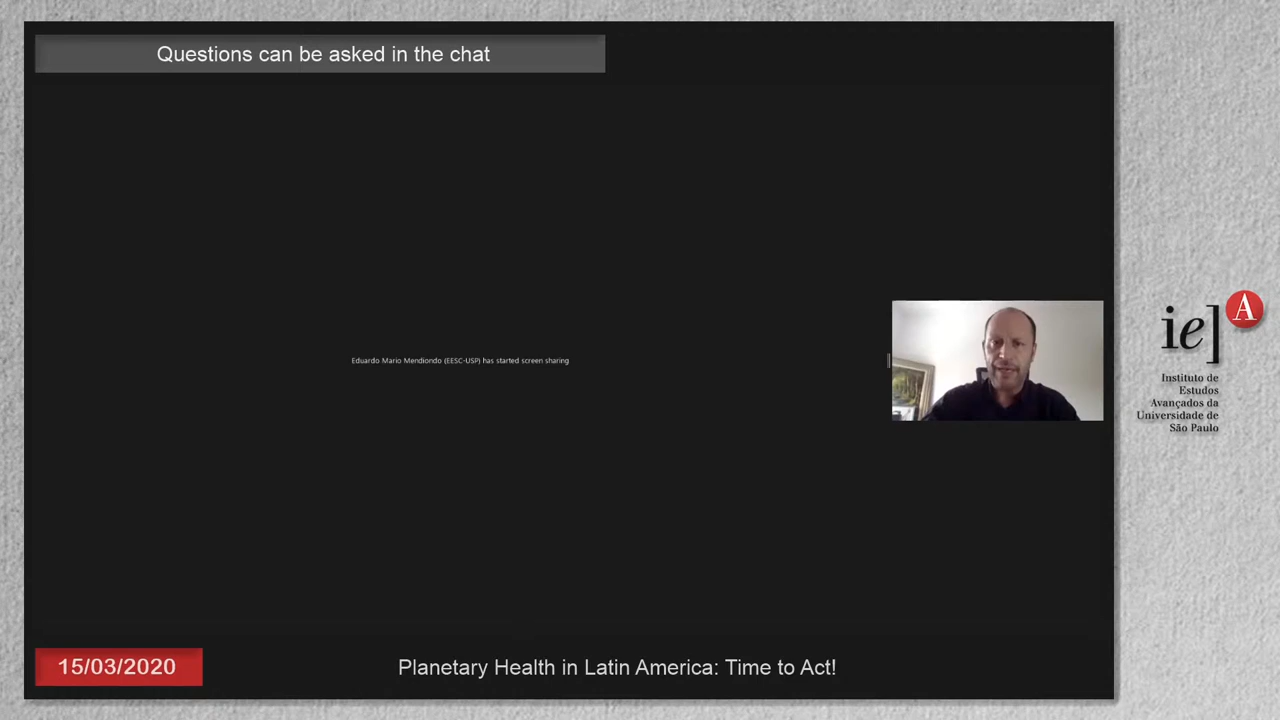 Questions can be asked in the chat
Eduardo Mario Mendiondo (EESC-USP) has started screen sharing
iea]
A
Instituto de
Estudos
Avançados da
Universidade de
São Paulo
15/03/2020
Planetary Health in Latin America: Time to Act!